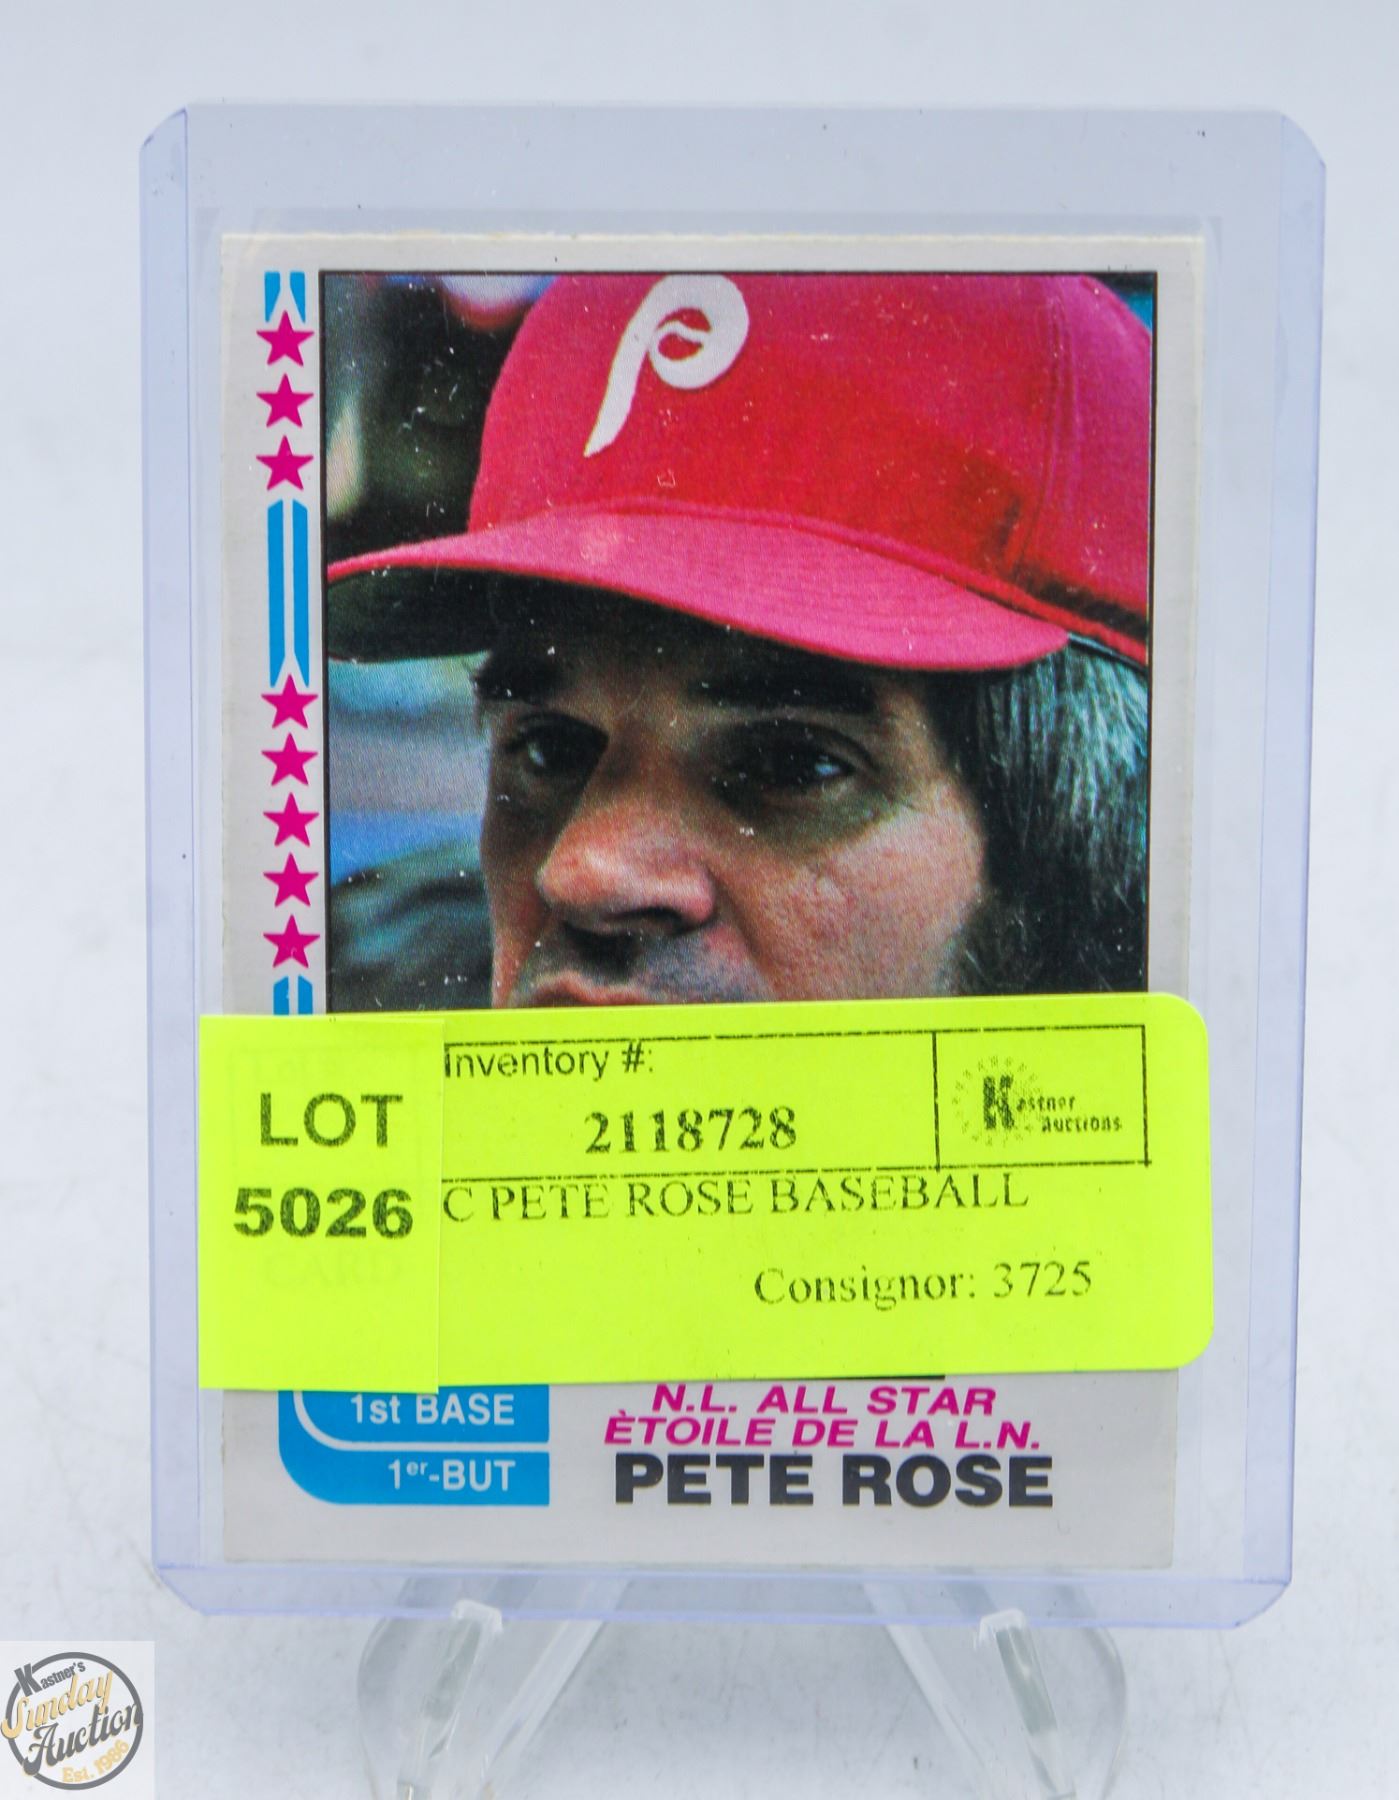 P
Inventory #:
2118728
Kastner
Auctions
LOT
5026
C PETE ROSE BASEBALL
CARD
Consignor: 3725
1st BASE
1er-BUT
N.L. ALL STAR
ÈTOILE DE LA L.N.
PETE ROSE
Kastner's
Sunday
Auction
Est. 1986